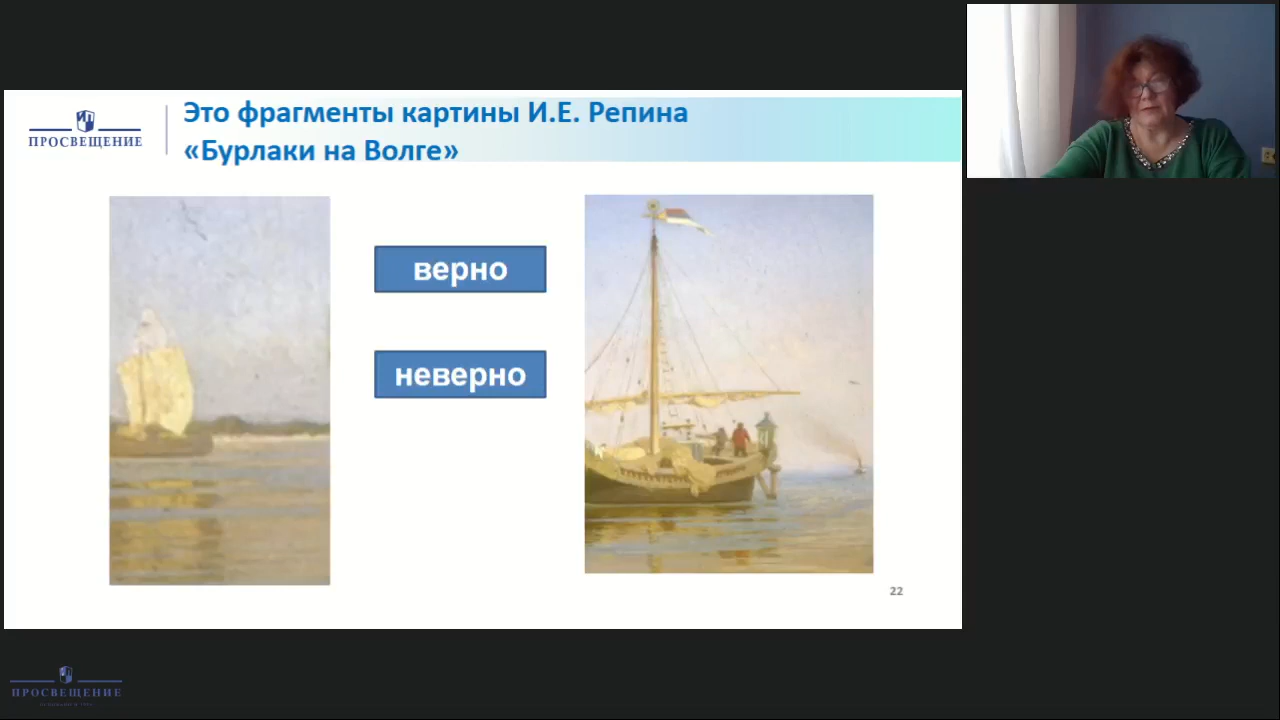 ПРОСВЕЩЕНИЕ
Это фрагменты картины И.Е. Репина
«Бурлаки на Волге»
верно
неверно
22
ПРОСВЕЩЕНИЕ